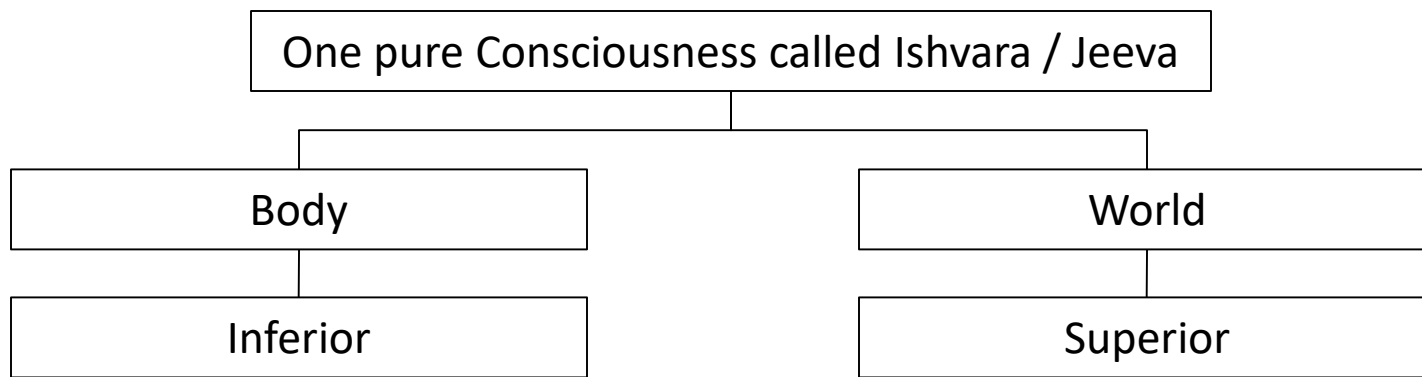 One pure Consciousness called Ishvara / Jeeva
Body
World
Inferior
Superior